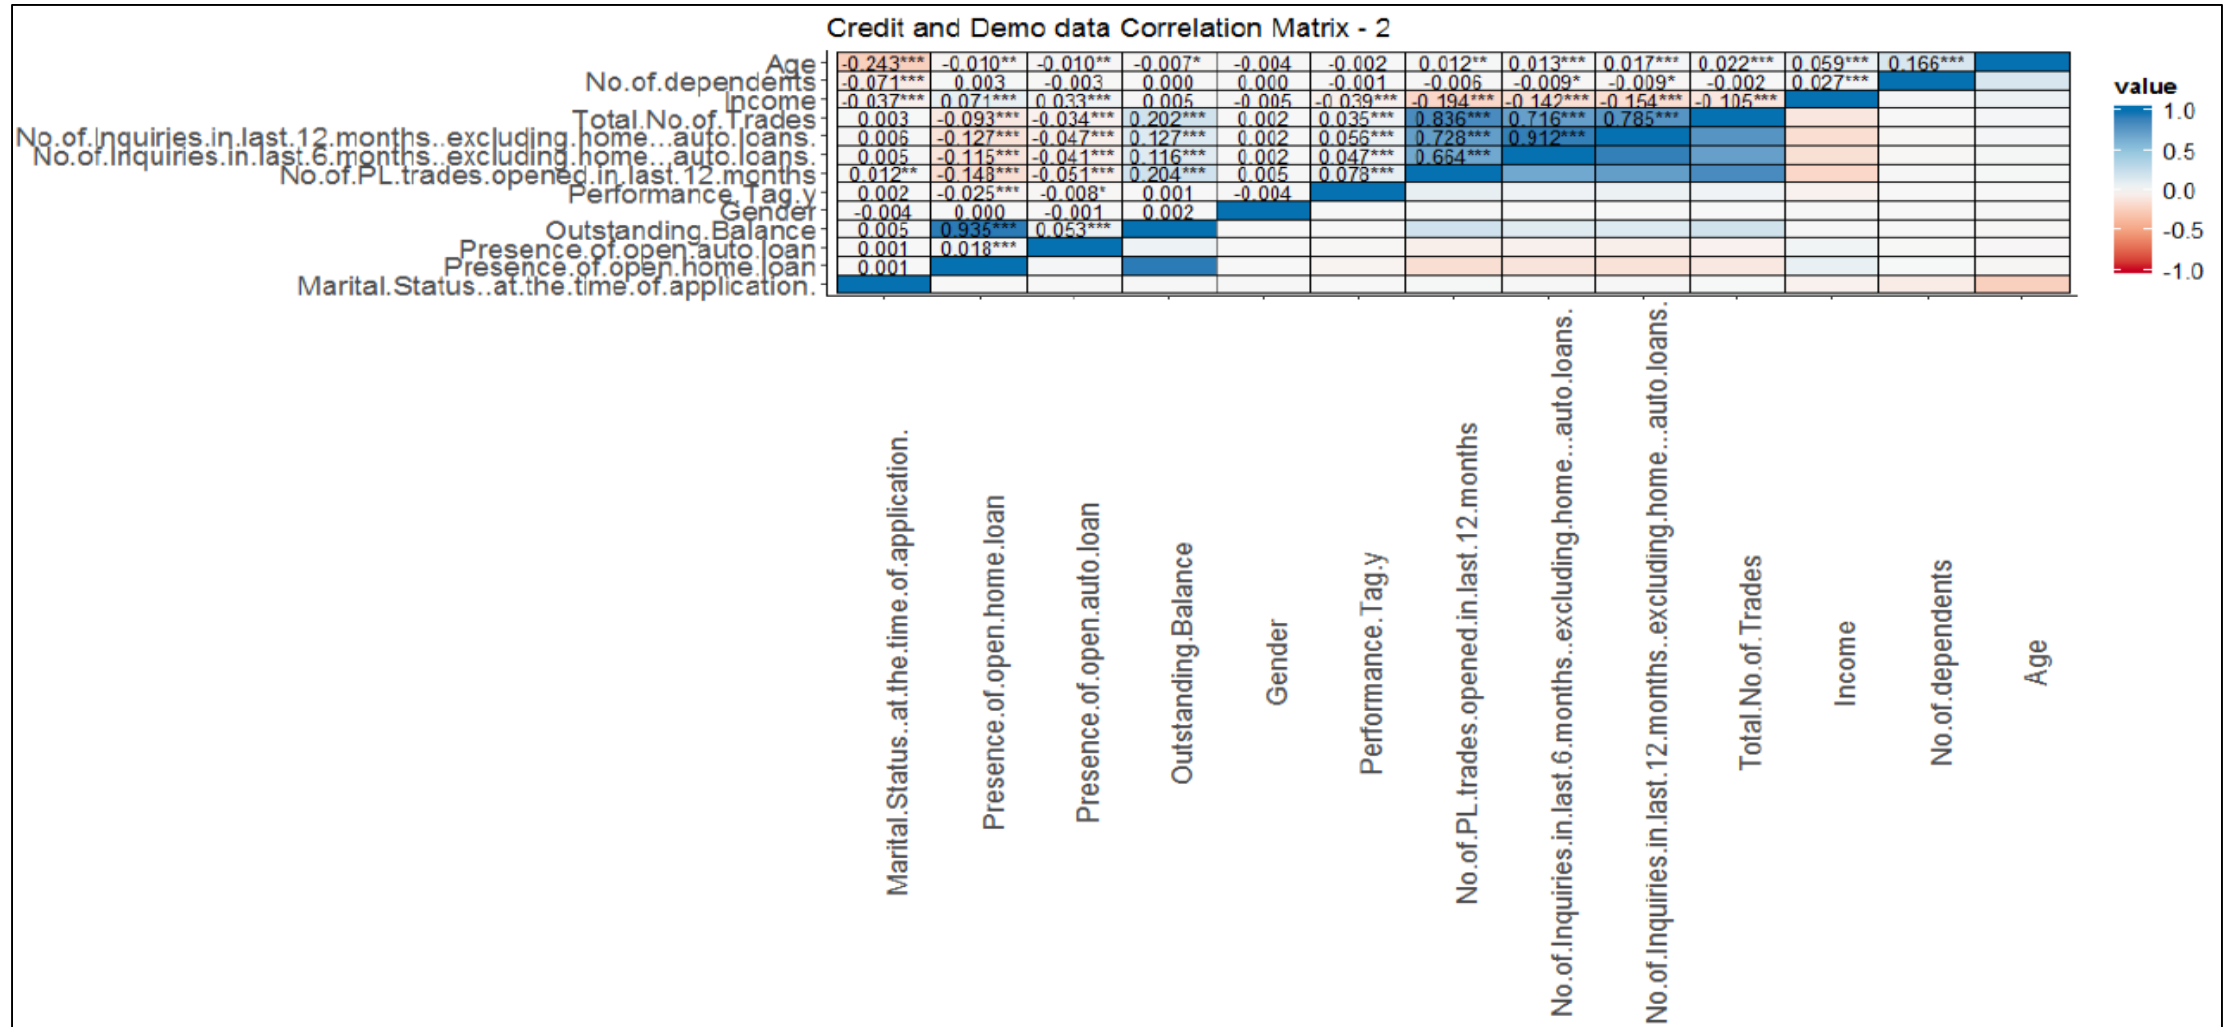 Credit and Demo data Correlation Matrix - 2
Age -0.243*** -0.010** -0.010** -0.007* -0.004 -0.002 0.012** 0.013*** 0.017*** 0.022*** 0.059*** 0.166***
No.of.dependents -0.071*** 0.003 -0.003 0.000 0.000 -0.001 -0.006 -0.009* -0.009* -0.002 0.027***
Income -0.037*** 0.071*** 0.033*** 0.005 -0.005 -0.039*** -0.194*** -0.142*** -0.154*** -0.105***
Total.No.of.Trades 0.003 -0.093*** -0.034*** 0.202*** 0.002 0.035*** 0.836*** 0.716*** 0.785***
No.of.Inquiries.in.last.12.months..excluding.home...auto.loans. 0.006 -0.127*** -0.047*** 0.127*** 0.002 0.056*** 0.728*** 0.912***
No.of.Inquiries.in.last.6.months..excluding.home...auto.loans. 0.005 -0.115*** -0.041*** 0.116*** 0.002 0.047*** 0.664***
No.of.PL.trades.opened.in.last.12.months 0.012** -0.148*** -0.051*** 0.204*** 0.005 0.078***
Performance.Tag.y 0.002 -0.025*** -0.008* 0.001 -0.004
Gender -0.004 0.000 -0.001 0.002
Outstanding.Balance 0.005 0.935*** 0.053***
Presence.of.open.auto.loan 0.001 0.018***
Presence.of.open.home.loan 0.001
Marital.Status..at.the.time.of.application.
value
1.0
0.5
0.0
-0.5
-1.0
Marital.Status..at.the.time.of.application.
Presence.of.open.home.loan
Presence.of.open.auto.loan
Outstanding.Balance
Gender
Performance.Tag.y
No.of.PL.trades.opened.in.last.12.months
No.of.Inquiries.in.last.6.months..excluding.home...auto.loans.
No.of.Inquiries.in.last.12.months..excluding.home...auto.loans.
Total.No.of.Trades
Income
No.of.dependents
Age